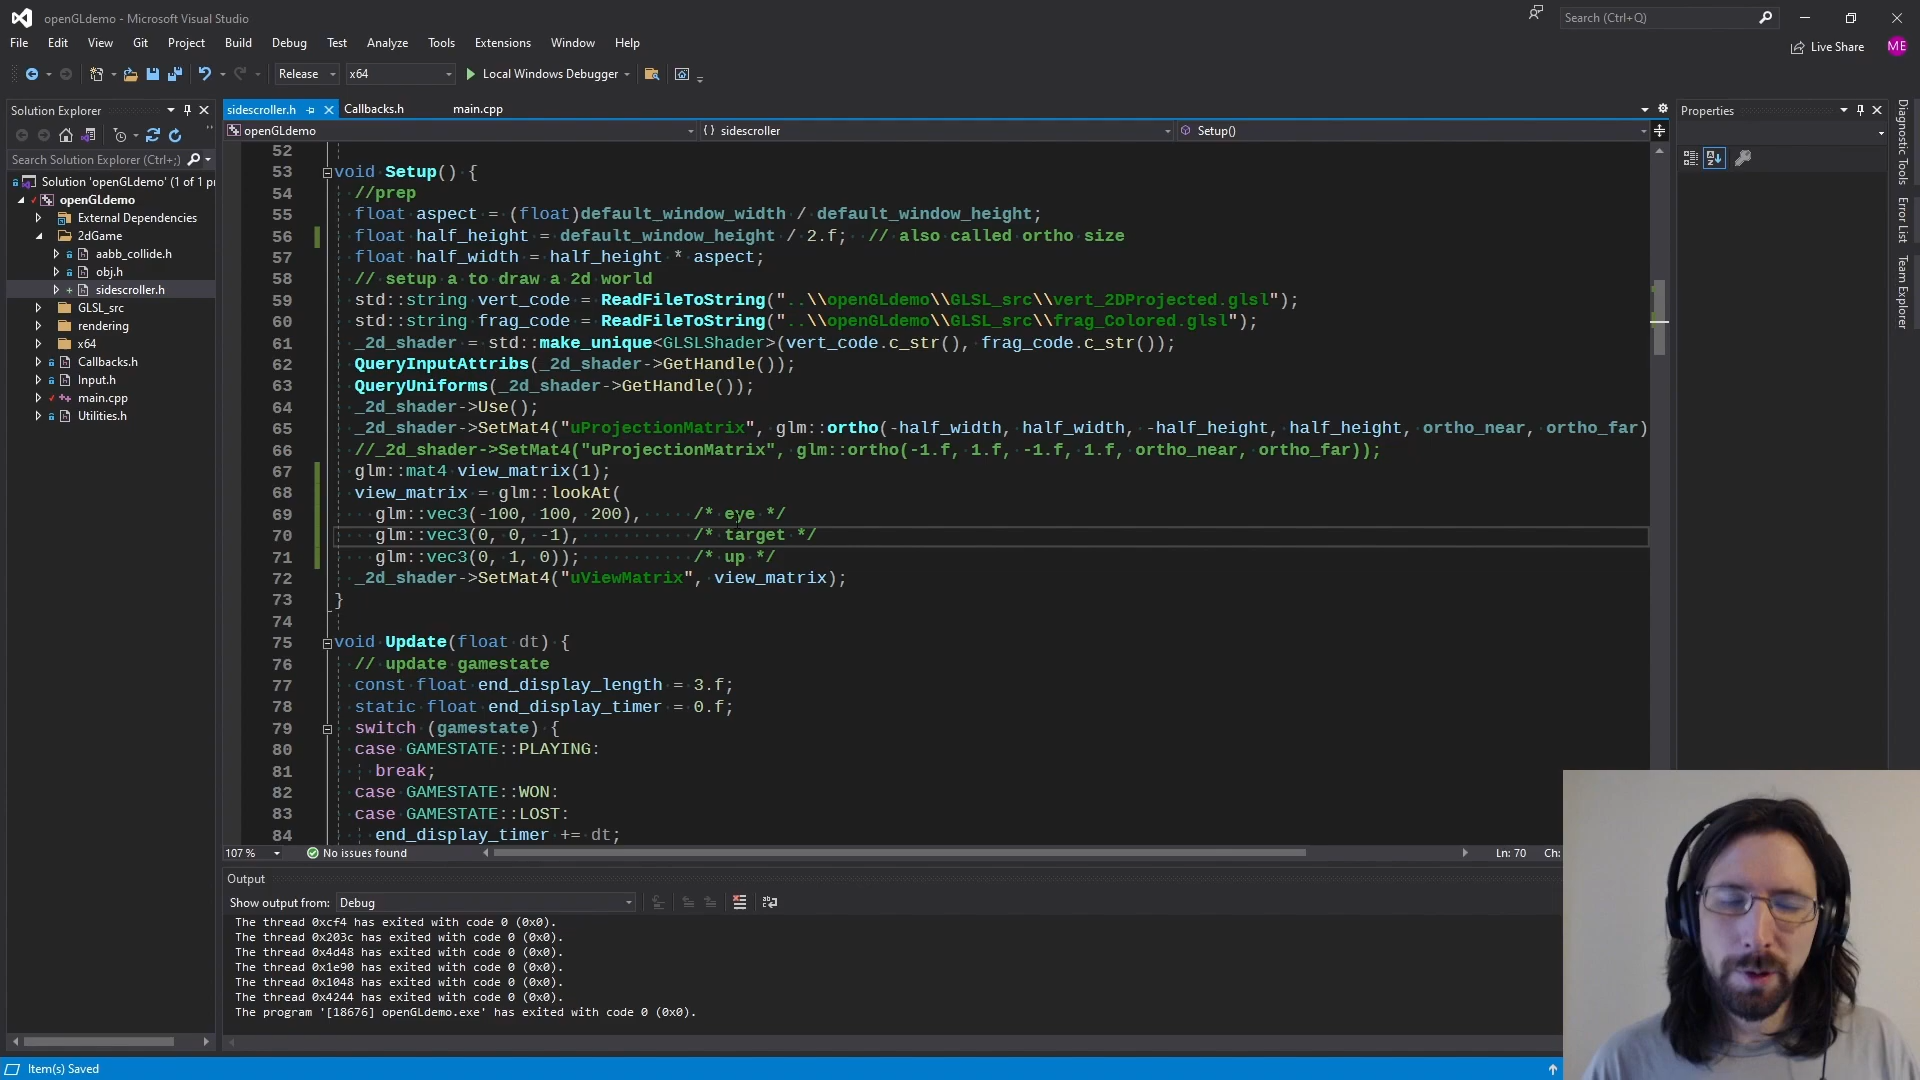 openGLdemo - Microsoft Visual Studio
Search (Ctrl+Q)
File Edit View Git Project Build Debug Test Analyze Tools Extensions Window Help
Live Share
ME
Release x64 Local Windows Debugger
Solution Explorer
Search Solution Explorer (Ctrl+;)
Solution 'openGLdemo' (1 of 1 pr
openGLdemo
External Dependencies
2dGame
aabb_collide.h
obj.h
sidescroller.h
GLSL_src
rendering
x64
Callbacks.h
Input.h
main.cpp
Utilities.h
sidescroller.h Callbacks.h main.cpp
openGLdemo sidescroller Setup()
52
53 void Setup() {
54 //prep
55 float aspect = (float)default_window_width / default_window_height;
56 float half_height = default_window_height / 2.f; // also called ortho size
57 float half_width = half_height * aspect;
58 // setup a to draw a 2d world
59 std::string vert_code = ReadFileToString("..\\openGLdemo\\GLSL_src\\vert_2DProjected.glsl");
60 std::string frag_code = ReadFileToString("..\\openGLdemo\\GLSL_src\\frag_Colored.glsl");
61 _2d_shader = std::make_unique<GLSLShader>(vert_code.c_str(), frag_code.c_str());
62 QueryInputAttribs(_2d_shader->GetHandle());
63 QueryUniforms(_2d_shader->GetHandle());
64 _2d_shader->Use();
65 _2d_shader->SetMat4("uProjectionMatrix", glm::ortho(-half_width, half_width, -half_height, half_height, ortho_near, ortho_far)
66 //_2d_shader->SetMat4("uProjectionMatrix", glm::ortho(-1.f, 1.f, -1.f, 1.f, ortho_near, ortho_far));
67 glm::mat4 view_matrix(1);
68 view_matrix = glm::lookAt(
69 glm::vec3(-100, 100, 200), /* eye */
70 glm::vec3(0, 0, -1), /* target */
71 glm::vec3(0, 1, 0)); /* up */
72 _2d_shader->SetMat4("uViewMatrix", view_matrix);
73 }
74
75 void Update(float dt) {
76 // update gamestate
77 const float end_display_length = 3.f;
78 static float end_display_timer = 0.f;
79 switch (gamestate) {
80 case GAMESTATE::PLAYING:
81 break;
82 case GAMESTATE::WON:
83 case GAMESTATE::LOST:
84 end_display_timer += dt;
107 % No issues found Ln: 70 Ch:
Output
Show output from: Debug
The thread 0xcf4 has exited with code 0 (0x0).
The thread 0x203c has exited with code 0 (0x0).
The thread 0x4d48 has exited with code 0 (0x0).
The thread 0x1e90 has exited with code 0 (0x0).
The thread 0x1048 has exited with code 0 (0x0).
The thread 0x4244 has exited with code 0 (0x0).
The program '[18676] openGLdemo.exe' has exited with code 0 (0x0).
Properties
Diagnostic Tools
Error List
Team Explorer
Item(s) Saved